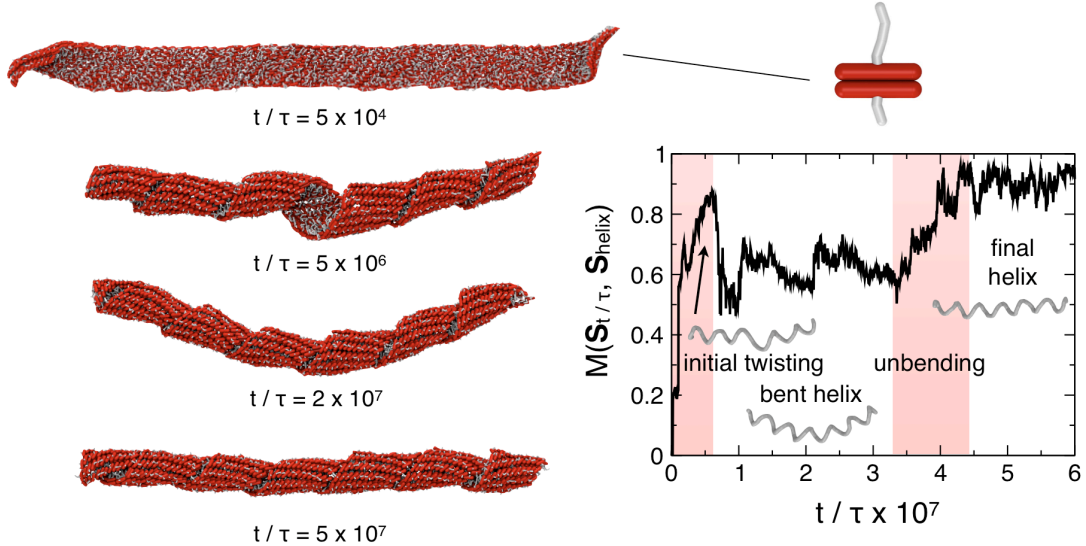 t / τ = 5 x 10⁴
t / τ = 5 x 10⁶
t / τ = 2 x 10⁷
t / τ = 5 x 10⁷
M(S_t / τ, S_helix)
1
0.8
0.6
0.4
0.2
0
initial twisting
bent helix
unbending
final
helix
0 1 2 3 4 5 6
t / τ x 10⁷